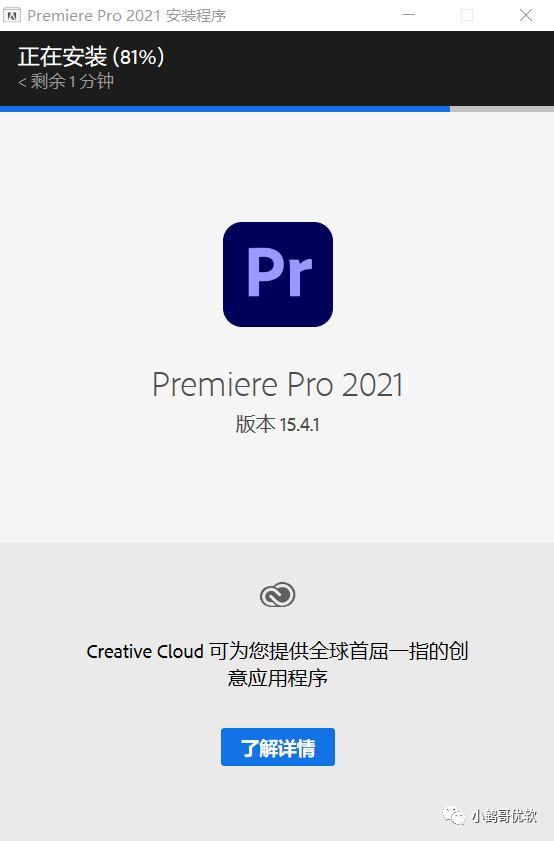 Premiere Pro 2021 安装程序
正在安装 (81%)
< 剩余 1 分钟
Pr
Premiere Pro 2021
版本 15.4.1
Creative Cloud 可为您提供全球首屈一指的创
意应用程序
了解详情
小鹌哥优软